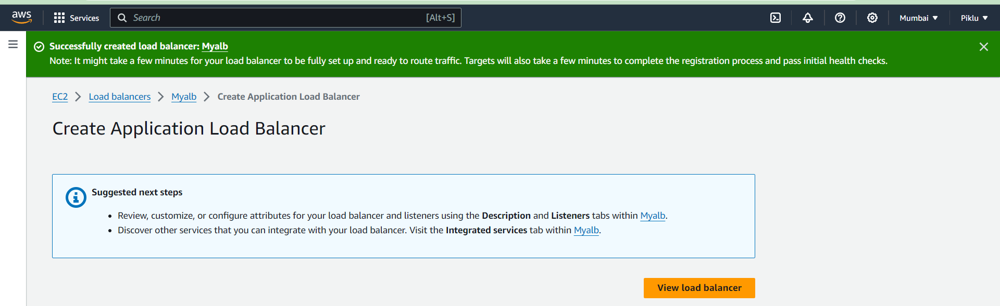 aws
Services
Search [Alt+S]
Mumbai ▼
Piklu ▼
Successfully created load balancer: Myalb
Note: It might take a few minutes for your load balancer to be fully set up and ready to route traffic. Targets will also take a few minutes to complete the registration process and pass initial health checks.
EC2 > Load balancers > Myalb > Create Application Load Balancer
Create Application Load Balancer
Suggested next steps
• Review, customize, or configure attributes for your load balancer and listeners using the Description and Listeners tabs within Myalb.
• Discover other services that you can integrate with your load balancer. Visit the Integrated services tab within Myalb.
View load balancer